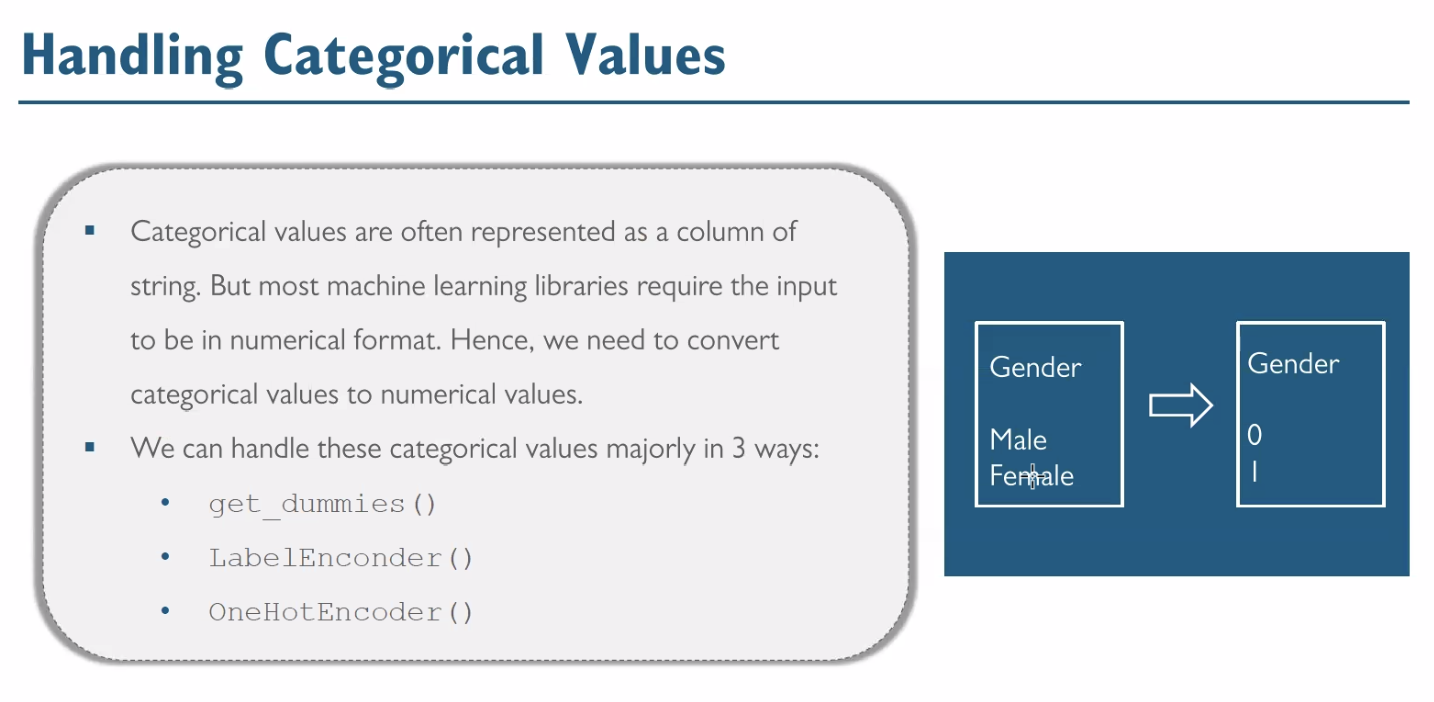 Handling Categorical Values
Categorical values are often represented as a column of
string. But most machine learning libraries require the input
to be in numerical format. Hence, we need to convert
categorical values to numerical values.
We can handle these categorical values majorly in 3 ways:
get_dummies()
LabelEnconder()
OneHotEncoder()
Gender
Male
Female
Gender
0
1